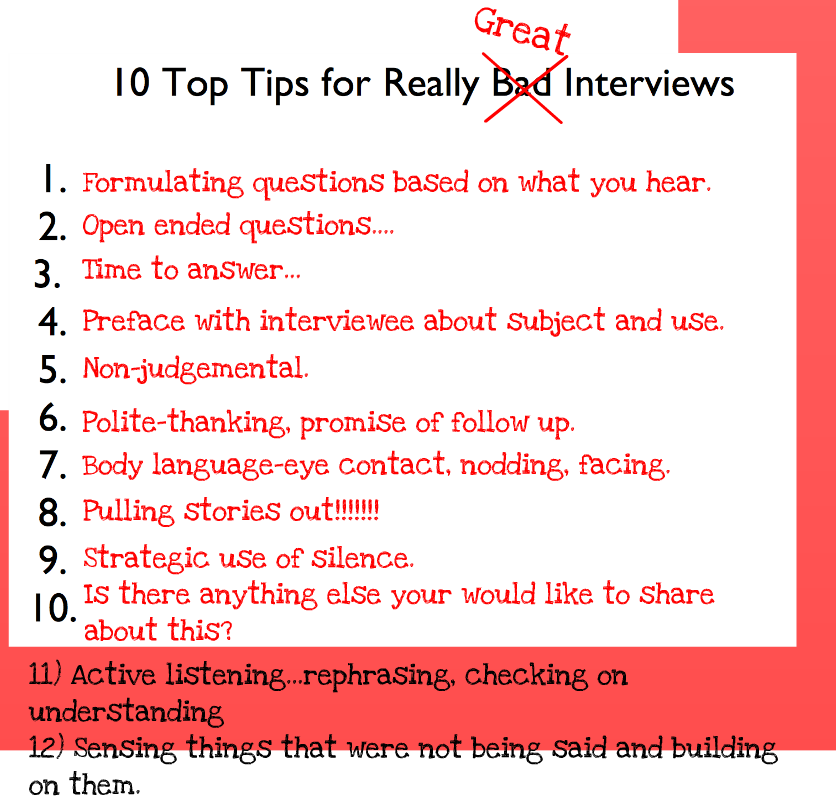 Great
10 Top Tips for Really Bad Interviews
1. Formulating questions based on what you hear.
2. Open ended questions....
3. Time to answer...
4. Preface with interviewee about subject and use.
5. Non-judgemental.
6. Polite-thanking, promise of follow up.
7. Body language-eye contact, nodding, facing.
8. Pulling stories out!!!!!!!
9. Strategic use of silence.
10. Is there anything else your would like to share
about this?
11) Active listening...rephrasing, checking on
understanding
12) Sensing things that were not being said and building
on them.